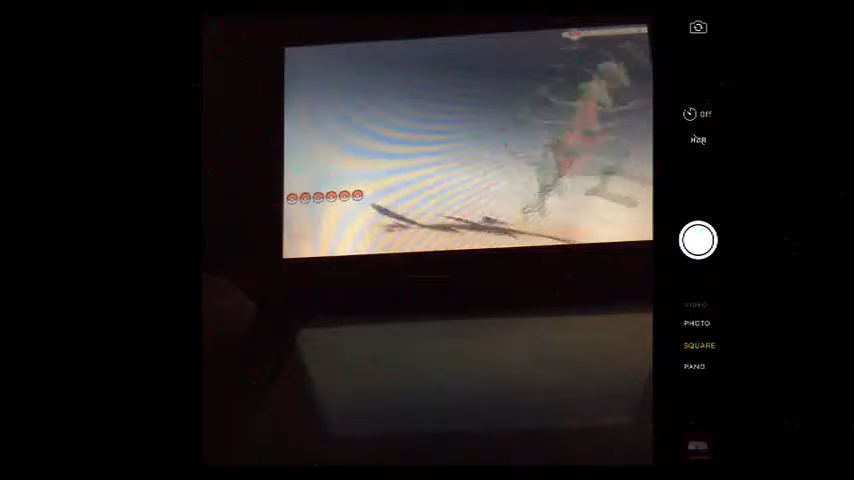 Off
HDR
VIDEO
PHOTO
SQUARE
PANO